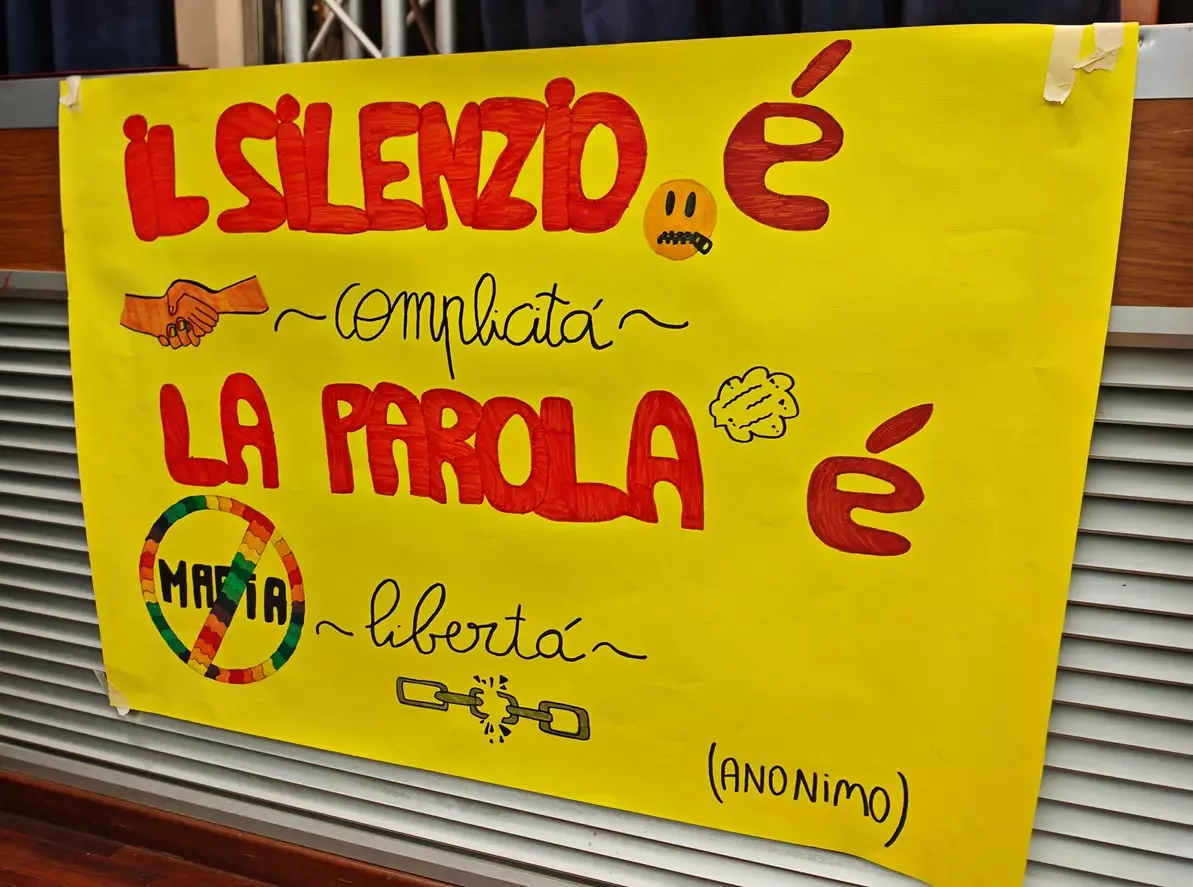 iL SiLENZiO é
~ complicitá ~
LA PAROLA é
MAFiA
~ libertá ~
(ANONiMO)